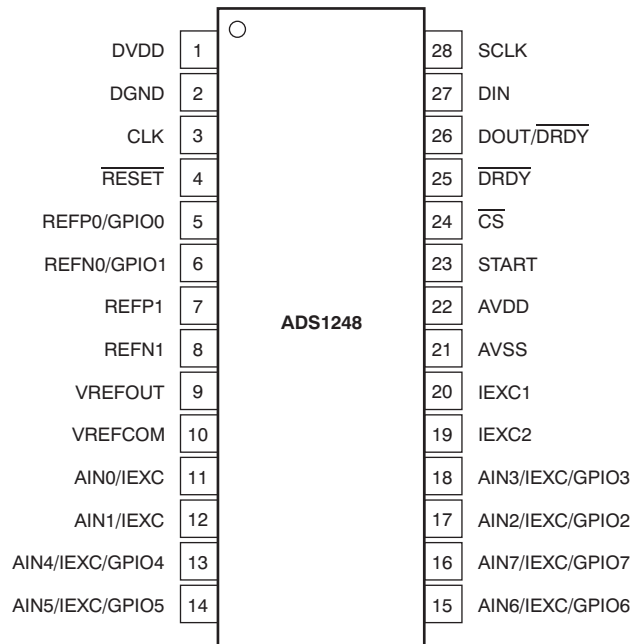 DVDD 1 28 SCLK
DGND 2 27 DIN
CLK 3 26 DOUT/DRDY
RESET 4 25 DRDY
REFP0/GPIO0 5 24 CS
REFN0/GPIO1 6 23 START
REFP1 7 22 AVDD
ADS1248
REFN1 8 21 AVSS
VREFOUT 9 20 IEXC1
VREFCOM 10 19 IEXC2
AIN0/IEXC 11 18 AIN3/IEXC/GPIO3
AIN1/IEXC 12 17 AIN2/IEXC/GPIO2
AIN4/IEXC/GPIO4 13 16 AIN7/IEXC/GPIO7
AIN5/IEXC/GPIO5 14 15 AIN6/IEXC/GPIO6